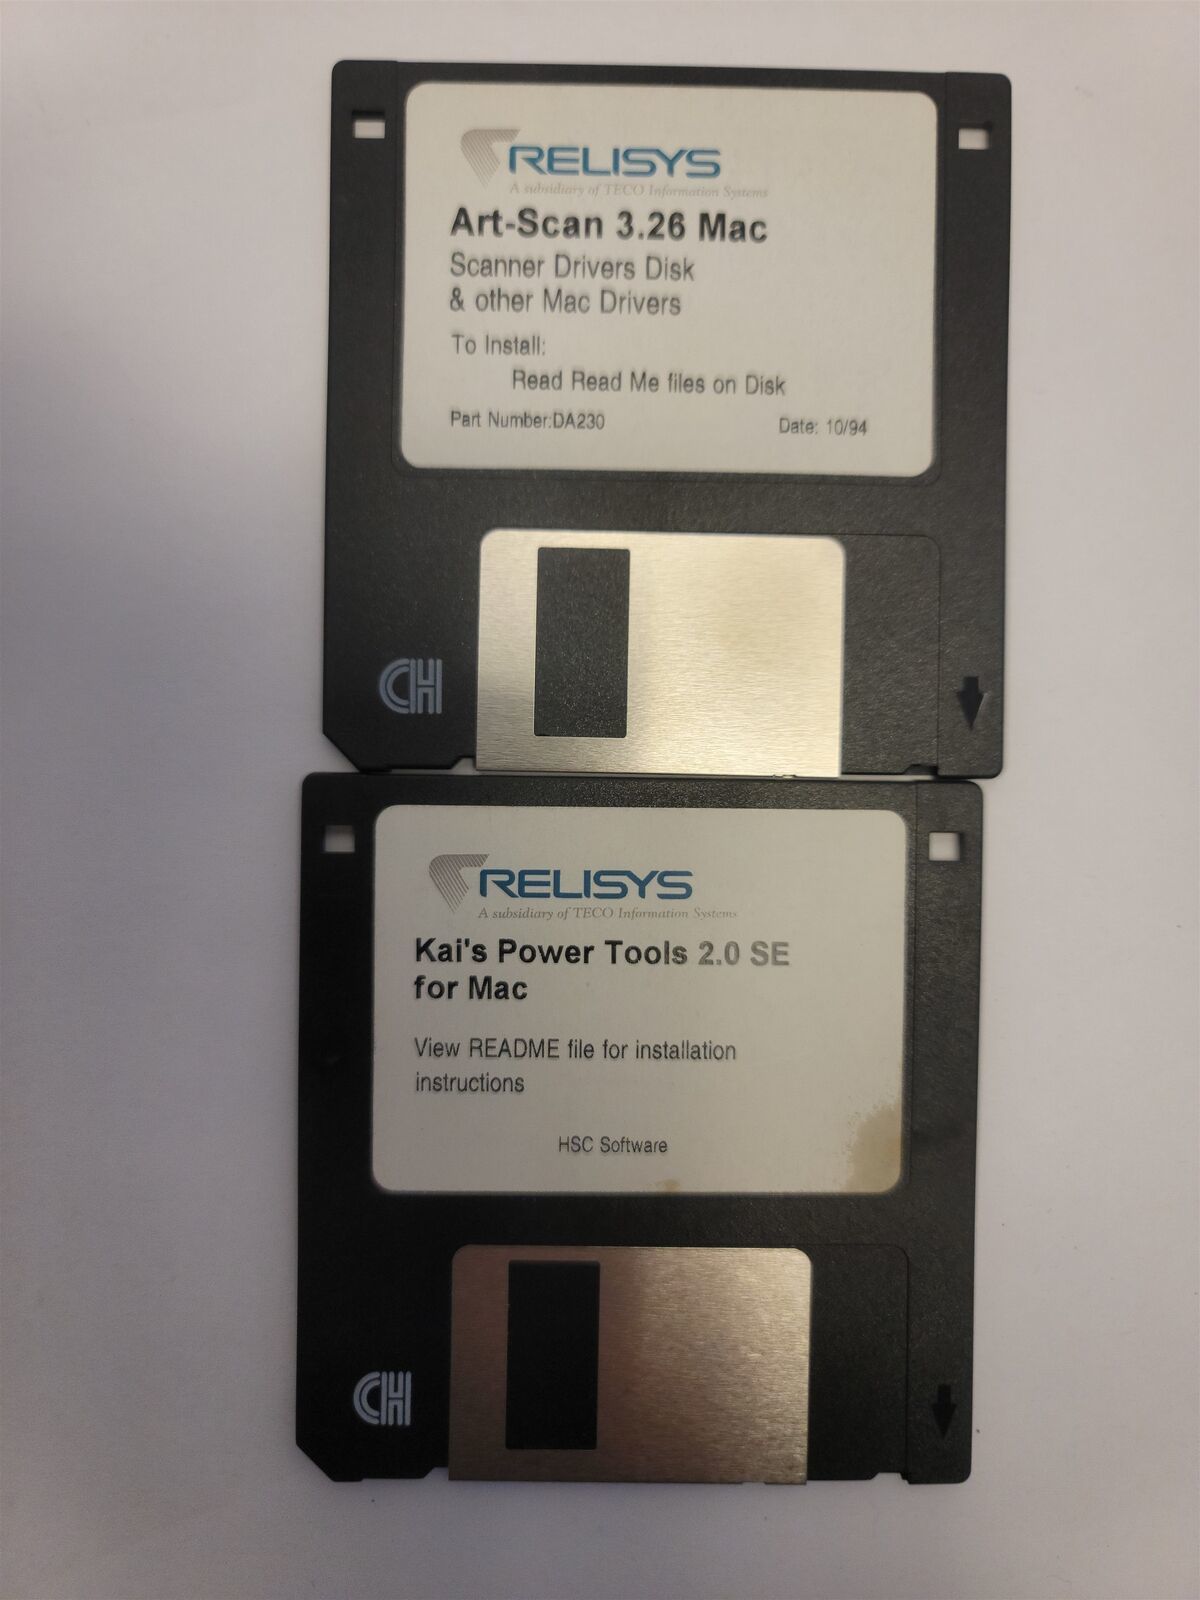 RELISYS
A subsidiary of TECO Information Systems
Art-Scan 3.26 Mac
Scanner Drivers Disk
& other Mac Drivers
To Install:
Read Read Me files on Disk
Part Number:DA230 Date: 10/94
CH
RELISYS
A subsidiary of TECO Information Systems
Kai's Power Tools 2.0 SE
for Mac
View README file for installation
instructions
HSC Software
CH